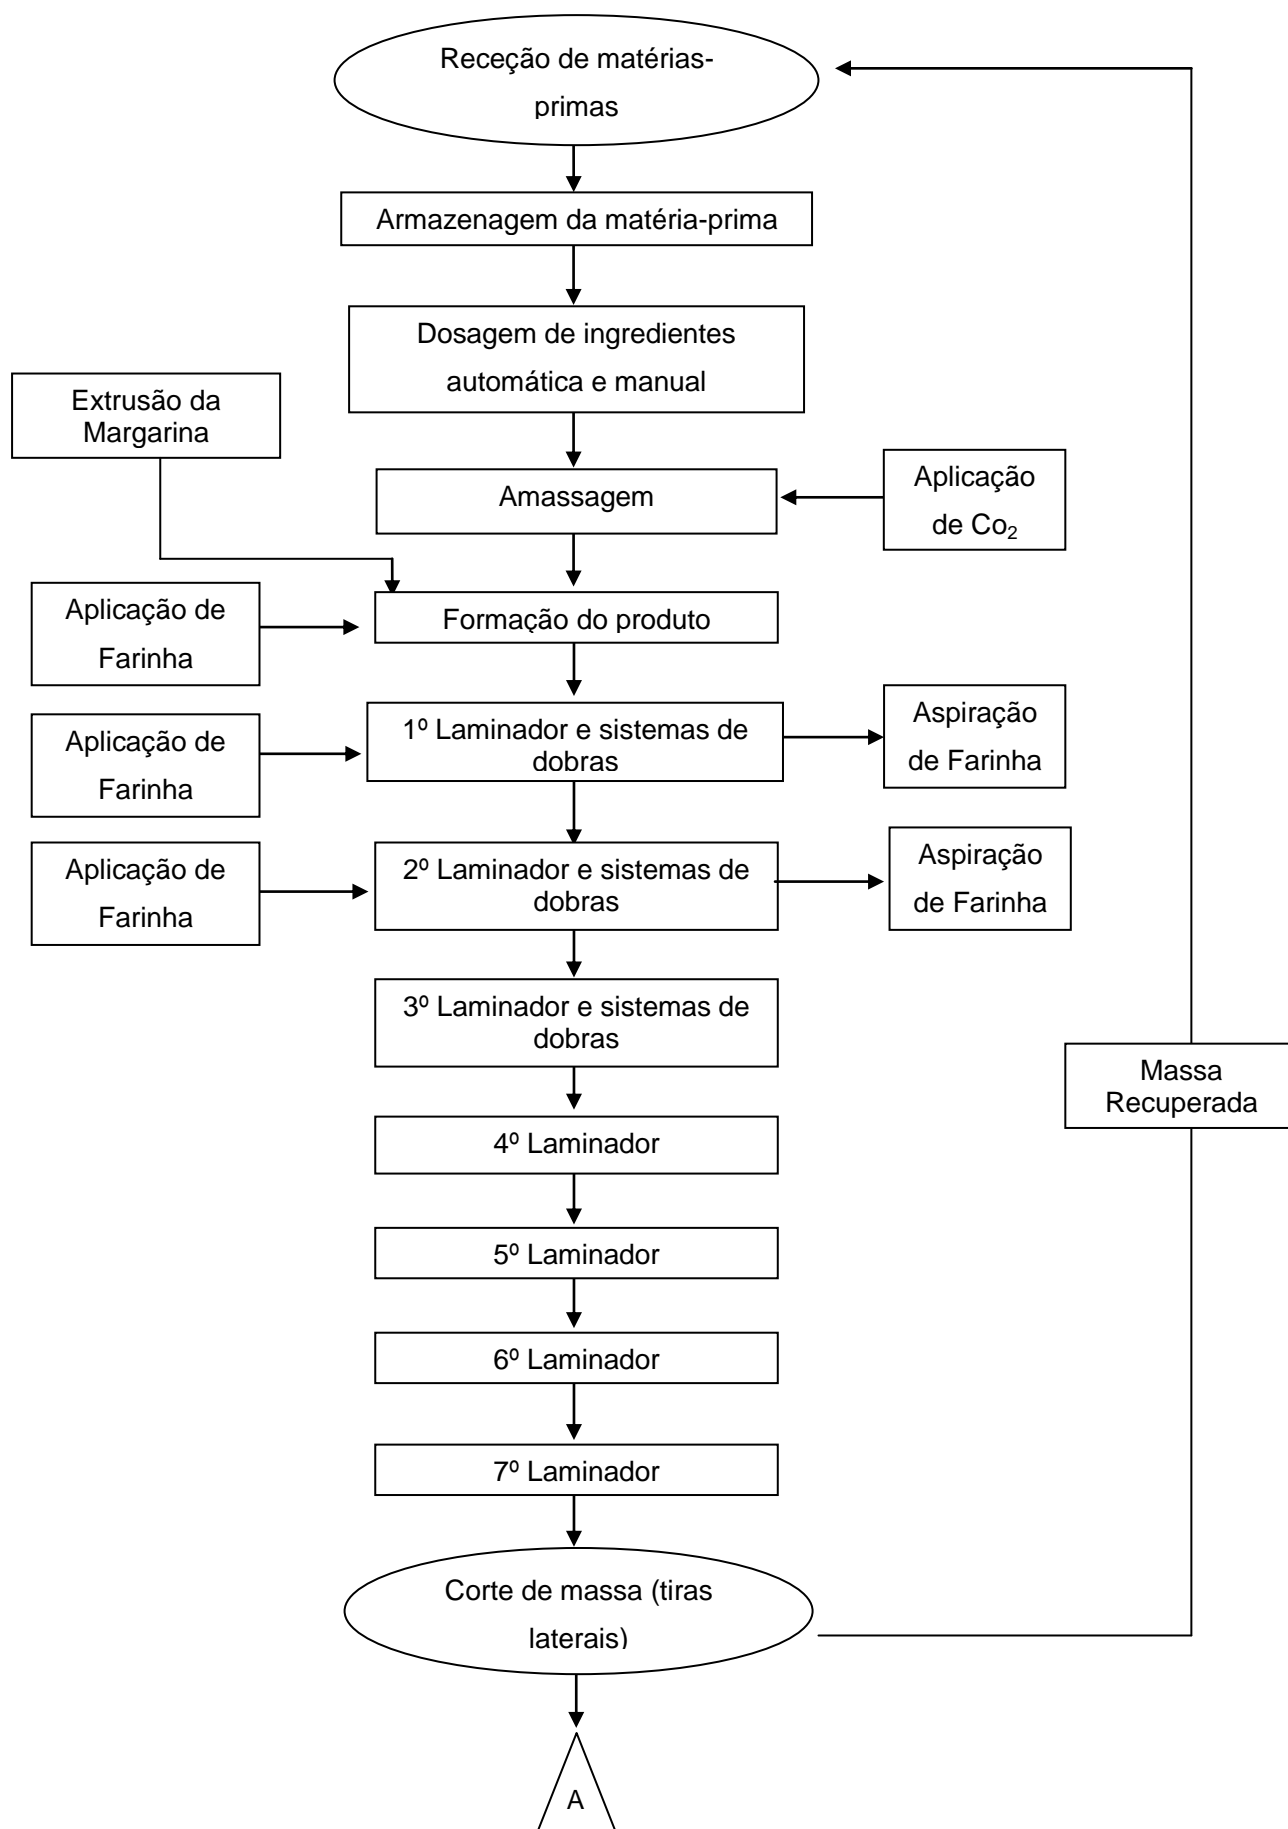 Receção de matérias-
primas
Armazenagem da matéria-prima
Dosagem de ingredientes
automática e manual
Extrusão da
Margarina
Amassagem
Aplicação
de Co₂
Aplicação de
Farinha
Formação do produto
Aplicação de
Farinha
1º Laminador e sistemas de
dobras
Aspiração
de Farinha
Aplicação de
Farinha
2º Laminador e sistemas de
dobras
Aspiração
de Farinha
3º Laminador e sistemas de
dobras
Massa
Recuperada
4º Laminador
5º Laminador
6º Laminador
7º Laminador
Corte de massa (tiras
laterais)
A